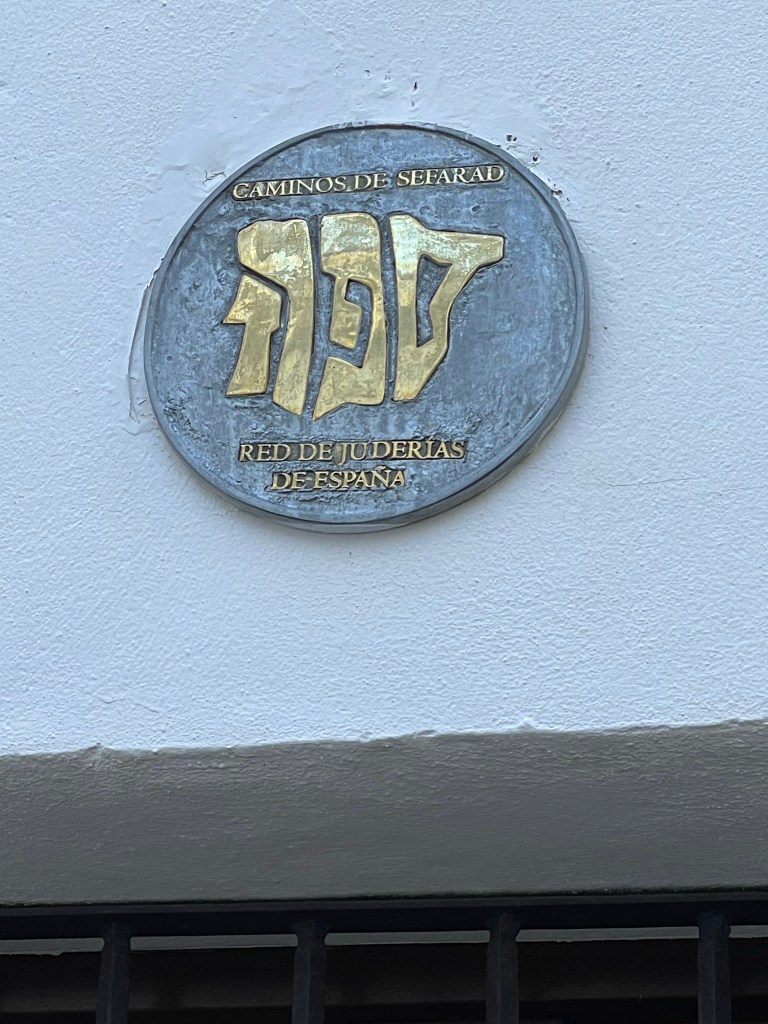 CAMINOS DE SEFARAD
ספרד
RED DE JUDERÍAS
DE ESPAÑA